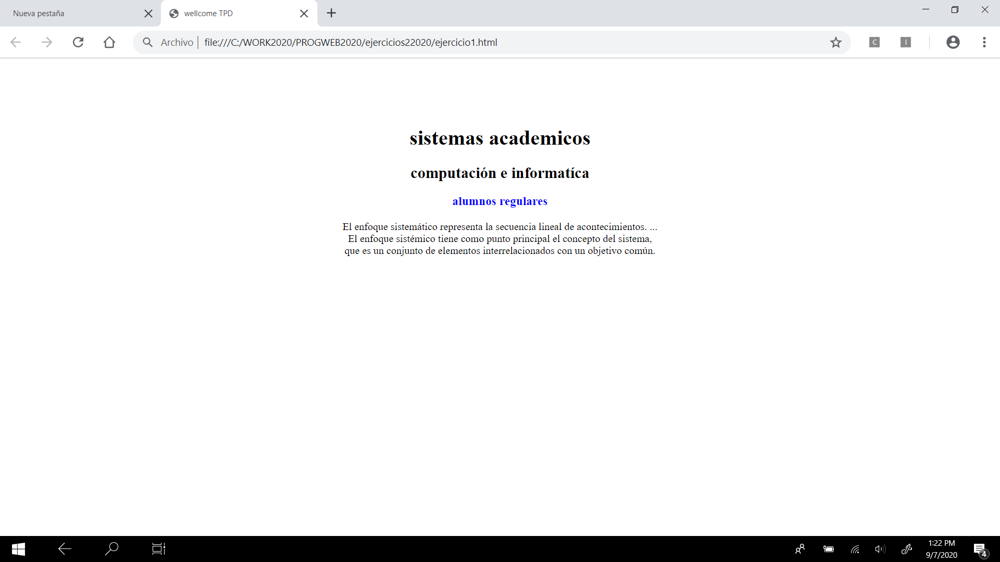 Nueva pestaña
wellcome TPD
Archivo | file:///C:/WORK2020/PROGWEB2020/ejercicios22020/ejercicio1.html
C
I
sistemas academicos
computación e informatíca
alumnos regulares
El enfoque sistemático representa la secuencia lineal de acontecimientos. ...
El enfoque sistémico tiene como punto principal el concepto del sistema,
que es un conjunto de elementos interrelacionados con un objetivo común.
1:22 PM
9/7/2020
4